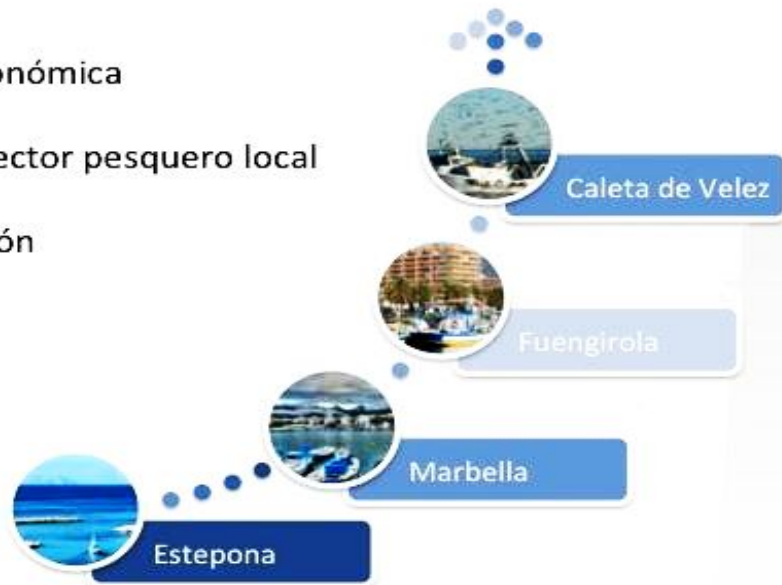 onómica
ector pesquero local
ón
Caleta de Velez
Fuengirola
Marbella
Estepona